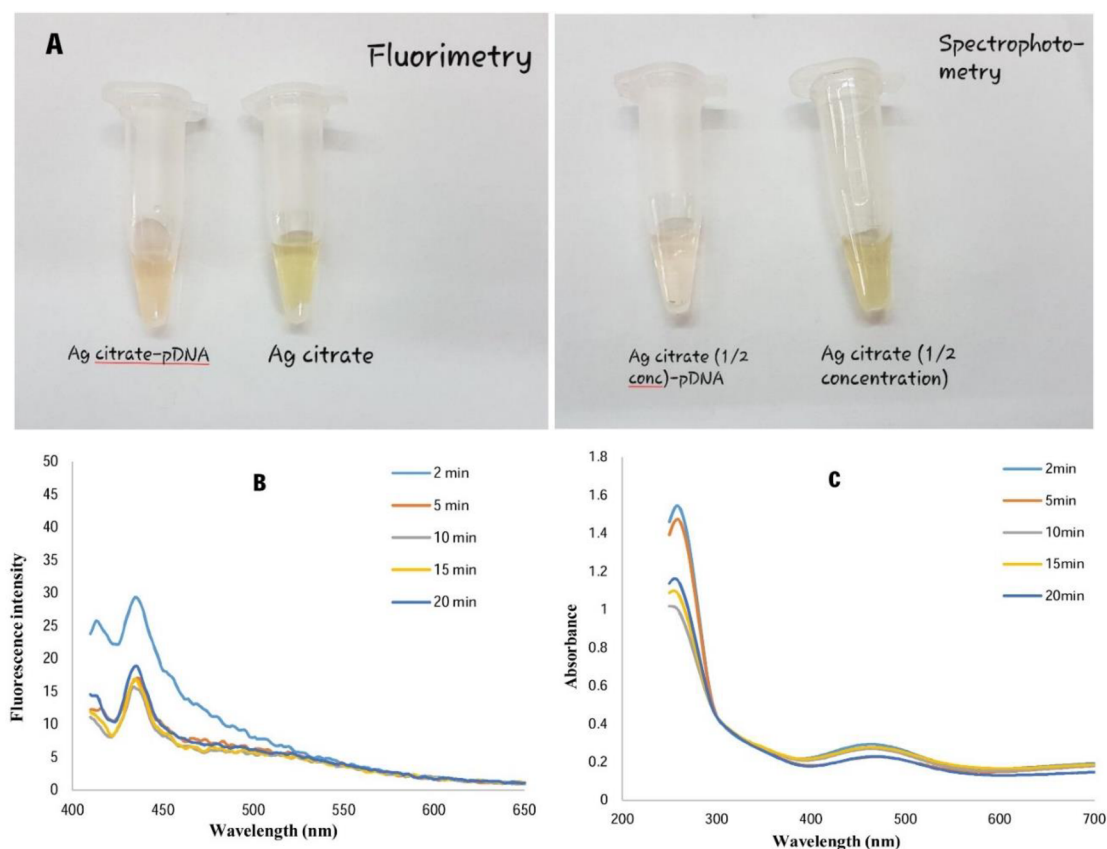 A
Fluorimetry
Ag citrate-pDNA
Ag citrate
Spectrophoto-
metry
Ag citrate (1/2
conc)-pDNA
Ag citrate (1/2
concentration)
B
50
45
40
35
30
25
20
15
10
5
0
Fluorescence intensity
400
450
500
550
600
650
Wavelength (nm)
2 min
5 min
10 min
15 min
20 min
C
1.8
1.6
1.4
1.2
1
0.8
0.6
0.4
0.2
0
Absorbance
200
300
400
500
600
700
Wavelength (nm)
2min
5min
10min
15min
20min